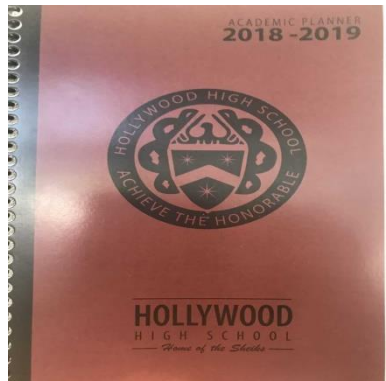 ACADEMIC PLANNER
2018-2019
HOLLYWOOD HIGH SCHOOL
ACHIEVE THE HONORABLE
HOLLYWOOD
HIGH SCHOOL
Home of the Sheiks